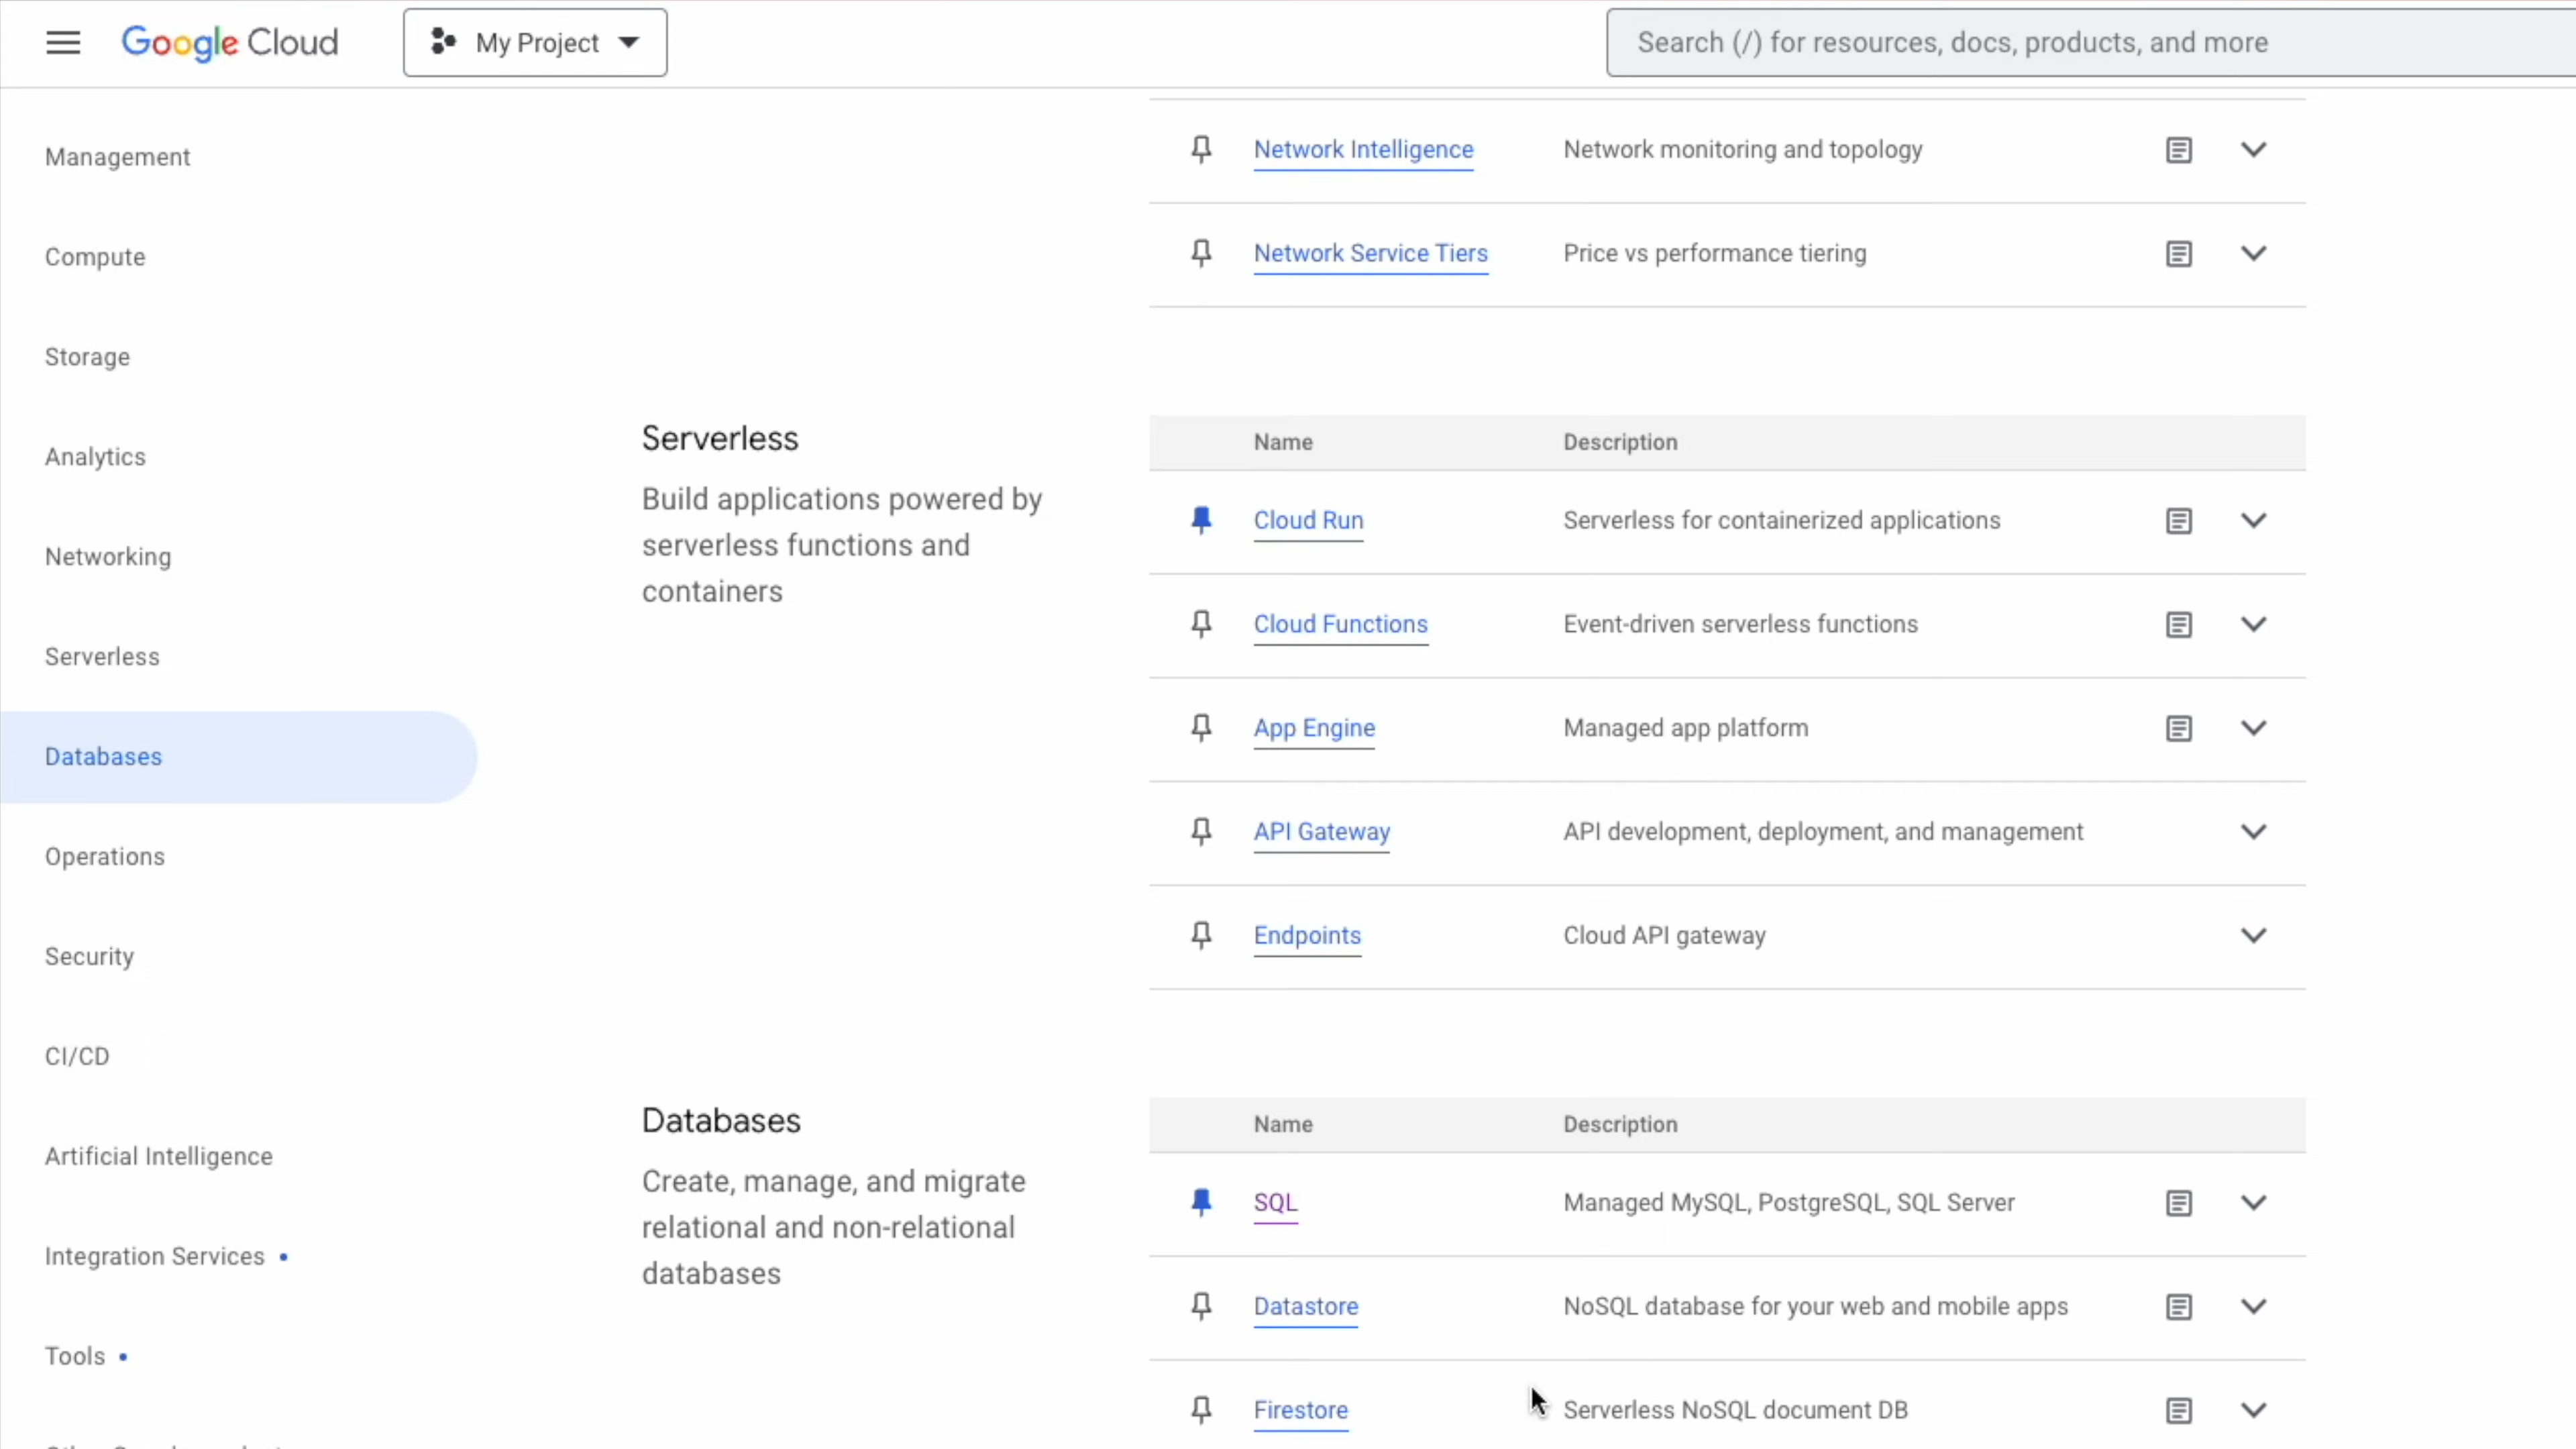 Google Cloud
My Project
Search (/) for resources, docs, products, and more
Management
Compute
Storage
Analytics
Networking
Serverless
Databases
Operations
Security
CI/CD
Artificial Intelligence
Integration Services
Tools
Network Intelligence Network monitoring and topology
Network Service Tiers Price vs performance tiering
Serverless
Build applications powered by
serverless functions and
containers
Name Description
Cloud Run Serverless for containerized applications
Cloud Functions Event-driven serverless functions
App Engine Managed app platform
API Gateway API development, deployment, and management
Endpoints Cloud API gateway
Databases
Create, manage, and migrate
relational and non-relational
databases
Name Description
SQL Managed MySQL, PostgreSQL, SQL Server
Datastore NoSQL database for your web and mobile apps
Firestore Serverless NoSQL document DB